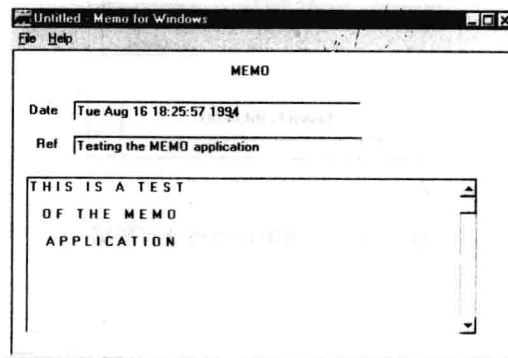 Untitled - Memo for Windows
File Help
MEMO
Date Tue Aug 16 18:25:57 1994
Ref Testing the MEMO application
THIS IS A TEST
OF THE MEMO
APPLICATION